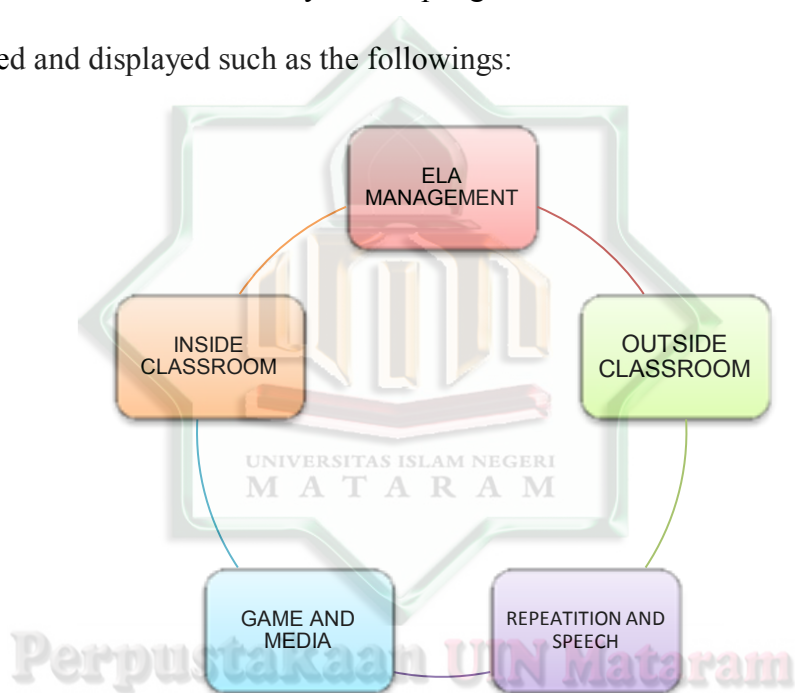 ed and displayed such as the followings:
ELA
MANAGEMENT
INSIDE
CLASSROOM
OUTSIDE
CLASSROOM
UNIVERSITAS ISLAM NEGERI
MATARAM
GAME AND
MEDIA
REPEATITION AND
SPEECH
Perpustakaan UIN Mataram